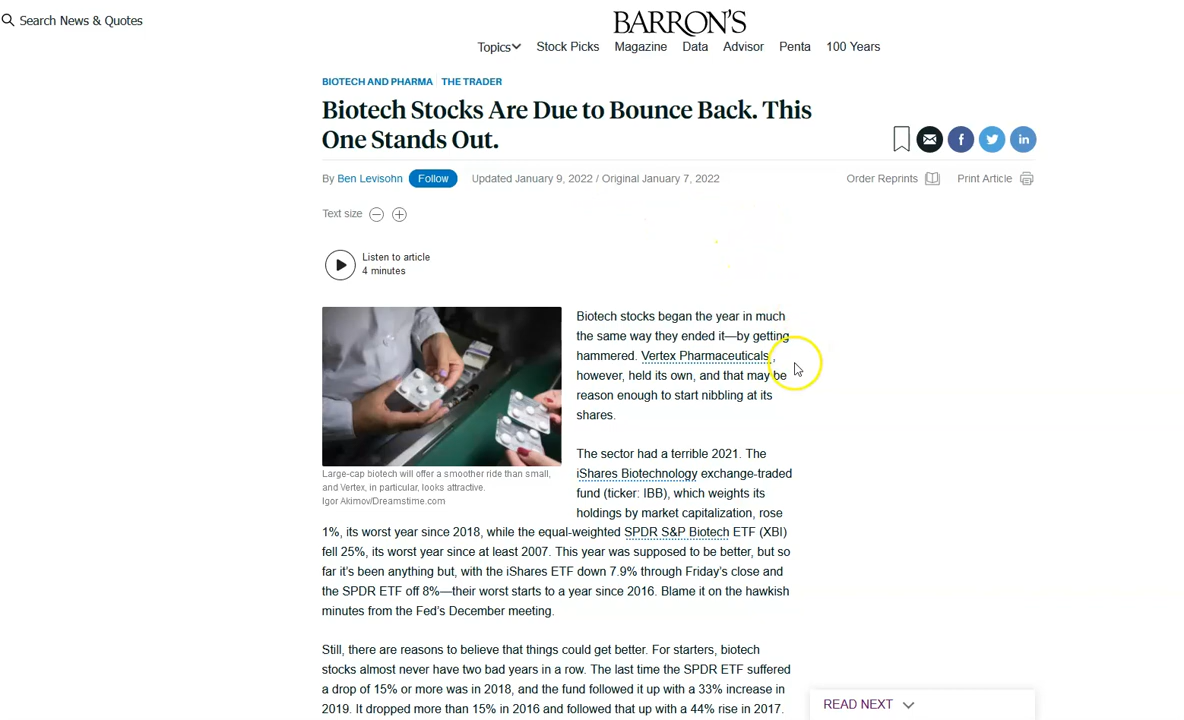 Search News & Quotes
BARRON'S
Topics Stock Picks Magazine Data Advisor Penta 100 Years
BIOTECH AND PHARMA THE TRADER
Biotech Stocks Are Due to Bounce Back. This
One Stands Out.
By Ben Levisohn Follow Updated January 9, 2022 / Original January 7, 2022
Order Reprints Print Article
Text size
Listen to article
4 minutes
Large-cap biotech will offer a smoother ride than small,
and Vertex, in particular, looks attractive.
Igor Akimov/Dreamstime.com
Biotech stocks began the year in much
the same way they ended it—by getting
hammered. Vertex Pharmaceuticals,
however, held its own, and that may be
reason enough to start nibbling at its
shares.
The sector had a terrible 2021. The
iShares Biotechnology exchange-traded
fund (ticker: IBB), which weights its
holdings by market capitalization, rose
1%, its worst year since 2018, while the equal-weighted SPDR S&P Biotech ETF (XBI)
fell 25%, its worst year since at least 2007. This year was supposed to be better, but so
far it's been anything but, with the iShares ETF down 7.9% through Friday's close and
the SPDR ETF off 8%—their worst starts to a year since 2016. Blame it on the hawkish
minutes from the Fed's December meeting.
Still, there are reasons to believe that things could get better. For starters, biotech
stocks almost never have two bad years in a row. The last time the SPDR ETF suffered
a drop of 15% or more was in 2018, and the fund followed it up with a 33% increase in
2019. It dropped more than 15% in 2016 and followed that up with a 44% rise in 2017.
READ NEXT